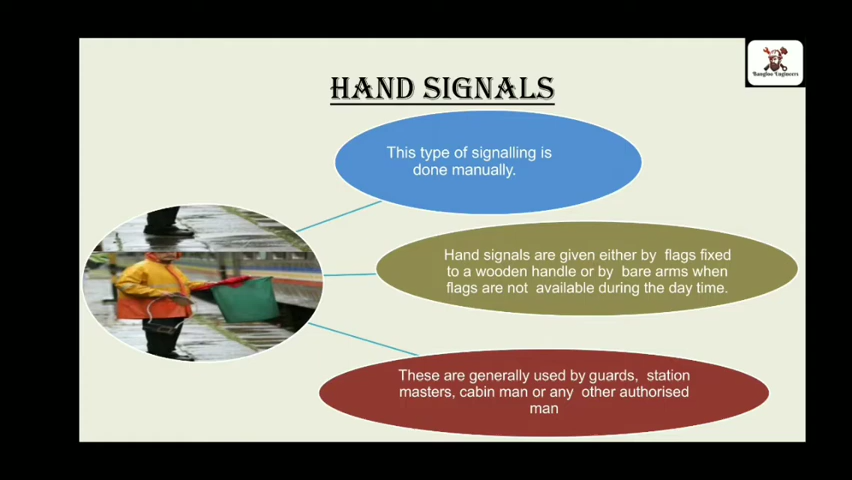 HAND SIGNALS
Bangloo Engineers
This type of signalling is
done manually.
Hand signals are given either by flags fixed
to a wooden handle or by bare arms when
flags are not available during the day time.
These are generally used by guards, station
masters, cabin man or any other authorised
man